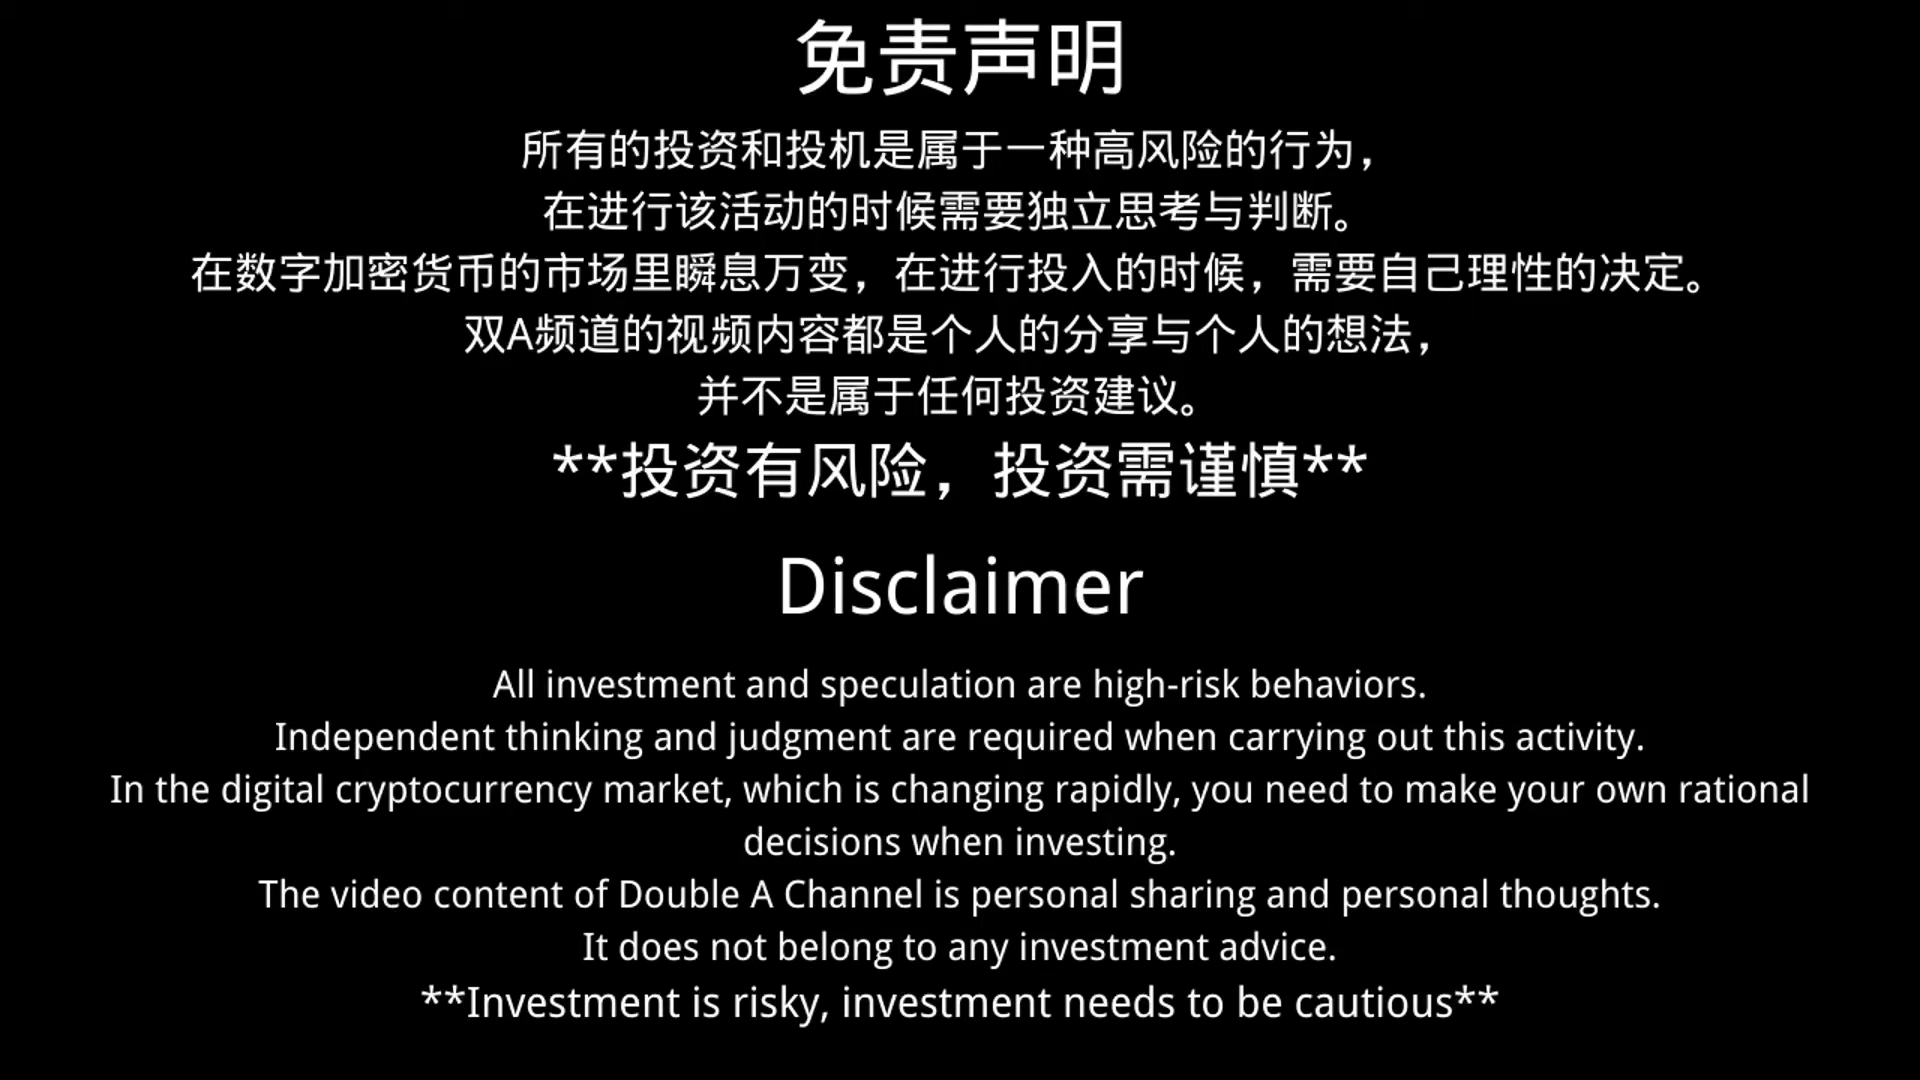 免责声明
所有的投资和投机是属于一种高风险的行为，
在进行该活动的时候需要独立思考与判断。
在数字加密货币的市场里瞬息万变，在进行投入的时候，需要自己理性的决定。
双A频道的视频内容都是个人的分享与个人的想法，
并不是属于任何投资建议。
**投资有风险，投资需谨慎**
Disclaimer
All investment and speculation are high-risk behaviors.
Independent thinking and judgment are required when carrying out this activity.
In the digital cryptocurrency market, which is changing rapidly, you need to make your own rational
decisions when investing.
The video content of Double A Channel is personal sharing and personal thoughts.
It does not belong to any investment advice.
**Investment is risky, investment needs to be cautious**